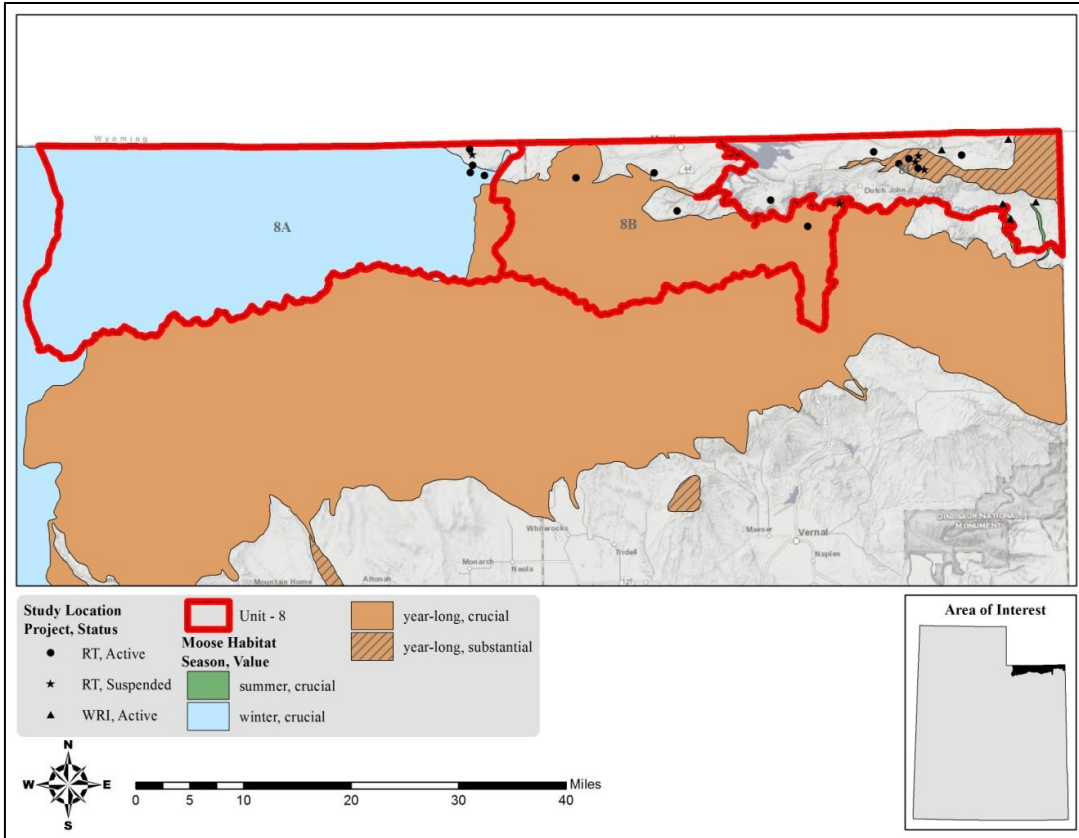 Wyoming
44
8A
8B
Dutch John
DINOSAUR NATIONAL
MONUMENT
Whiterocks
Maeser
Vernal
Tridell
Naples
Monarch
Neola
Mountain Home
Altonah
121
Study Location
Project, Status
RT, Active
RT, Suspended
WRI, Active
Unit - 8
Moose Habitat
Season, Value
summer, crucial
winter, crucial
year-long, crucial
year-long, substantial
Area of Interest
N
W
E
S
0
5
10
20
30
40
Miles